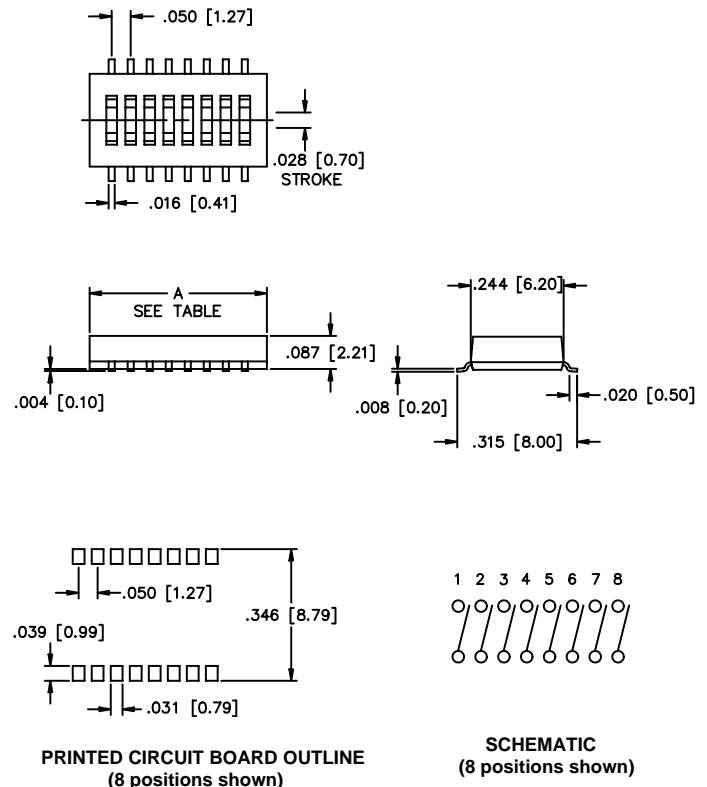 .050 [1.27]
.028 [0.70]
STROKE
.016 [0.41]
A
SEE TABLE
.087 [2.21]
.004 [0.10]
.244 [6.20]
.008 [0.20]
.020 [0.50]
.315 [8.00]
.050 [1.27]
.346 [8.79]
.039 [0.99]
.031 [0.79]
PRINTED CIRCUIT BOARD OUTLINE
(8 positions shown)
1 2 3 4 5 6 7 8
SCHEMATIC
(8 positions shown)